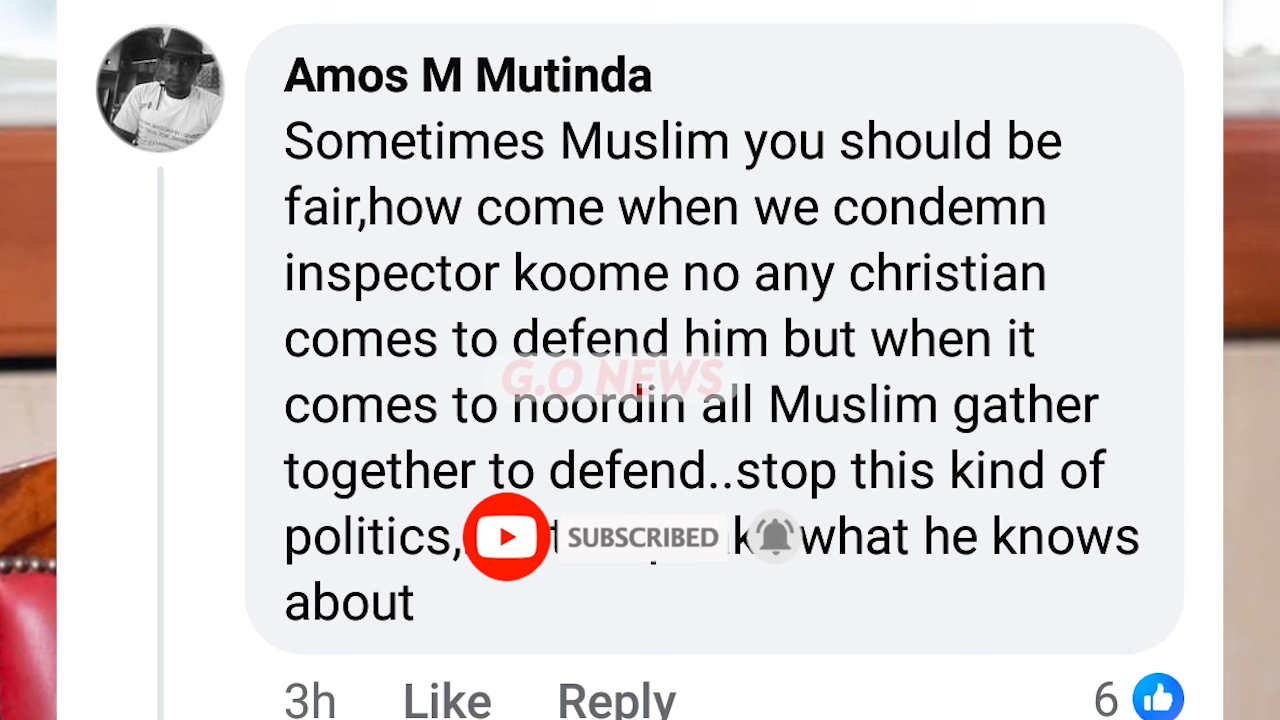 Amos M Mutinda
Sometimes Muslim you should be
fair,how come when we condemn
inspector koome no any christian
comes to defend him but when it
G.O NEWS
comes to noordin all Muslim gather
together to defend..stop this kind of
politics, what he knows
SUBSCRIBED
about
3h Like Reply 6